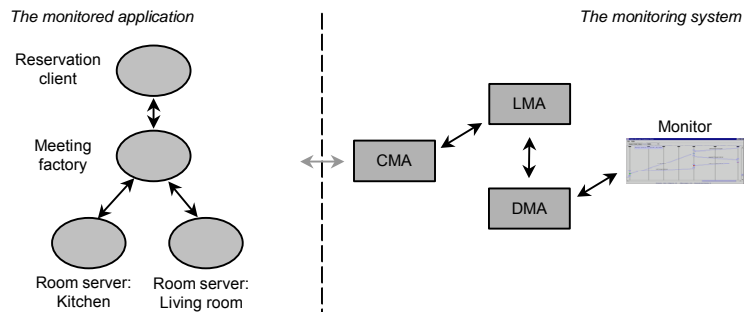 The monitored application
The monitoring system
Reservation
client
Meeting
factory
Room server:
Kitchen
Room server:
Living room
CMA
LMA
DMA
Monitor